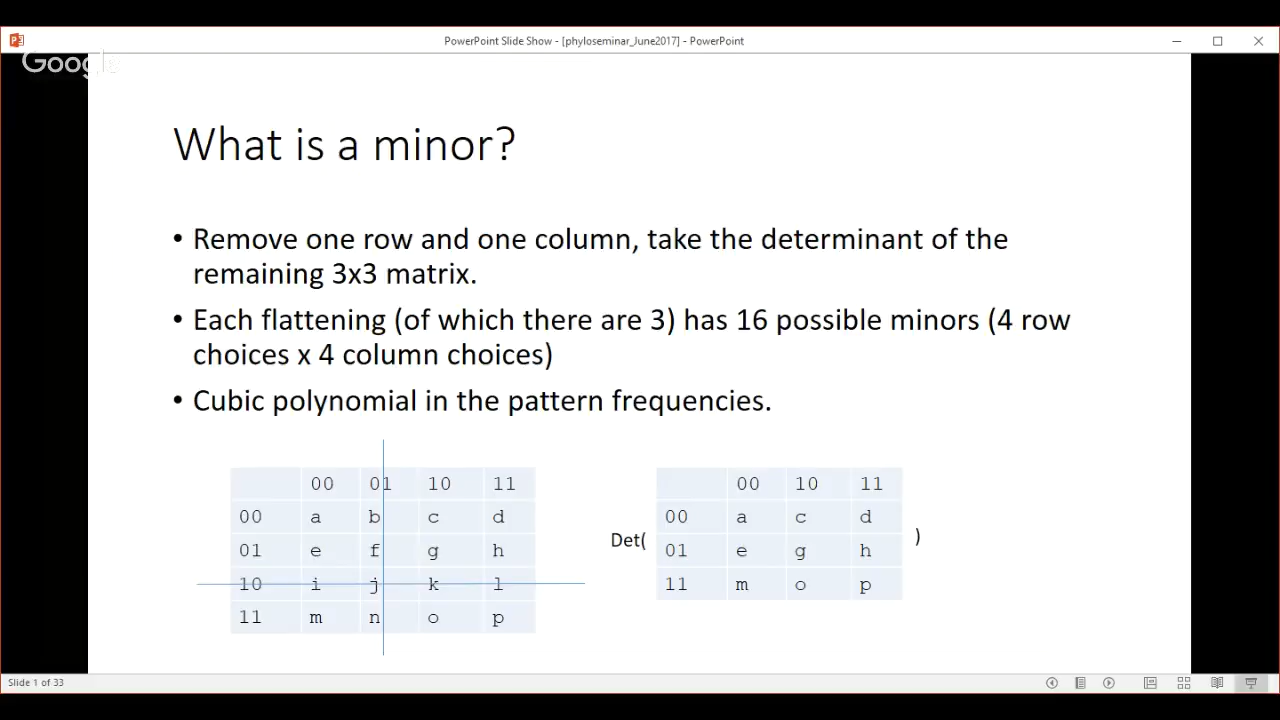 PowerPoint Slide Show - [phyloseminar_June2017] - PowerPoint
Google
What is a minor?
• Remove one row and one column, take the determinant of the
remaining 3x3 matrix.
• Each flattening (of which there are 3) has 16 possible minors (4 row
choices x 4 column choices)
• Cubic polynomial in the pattern frequencies.
00 01 10 11
00 a b c d
01 e f g h
10 i j k l
11 m n o p
Det(
00 10 11
00 a c d
01 e g h
11 m o p
)
Slide 1 of 33